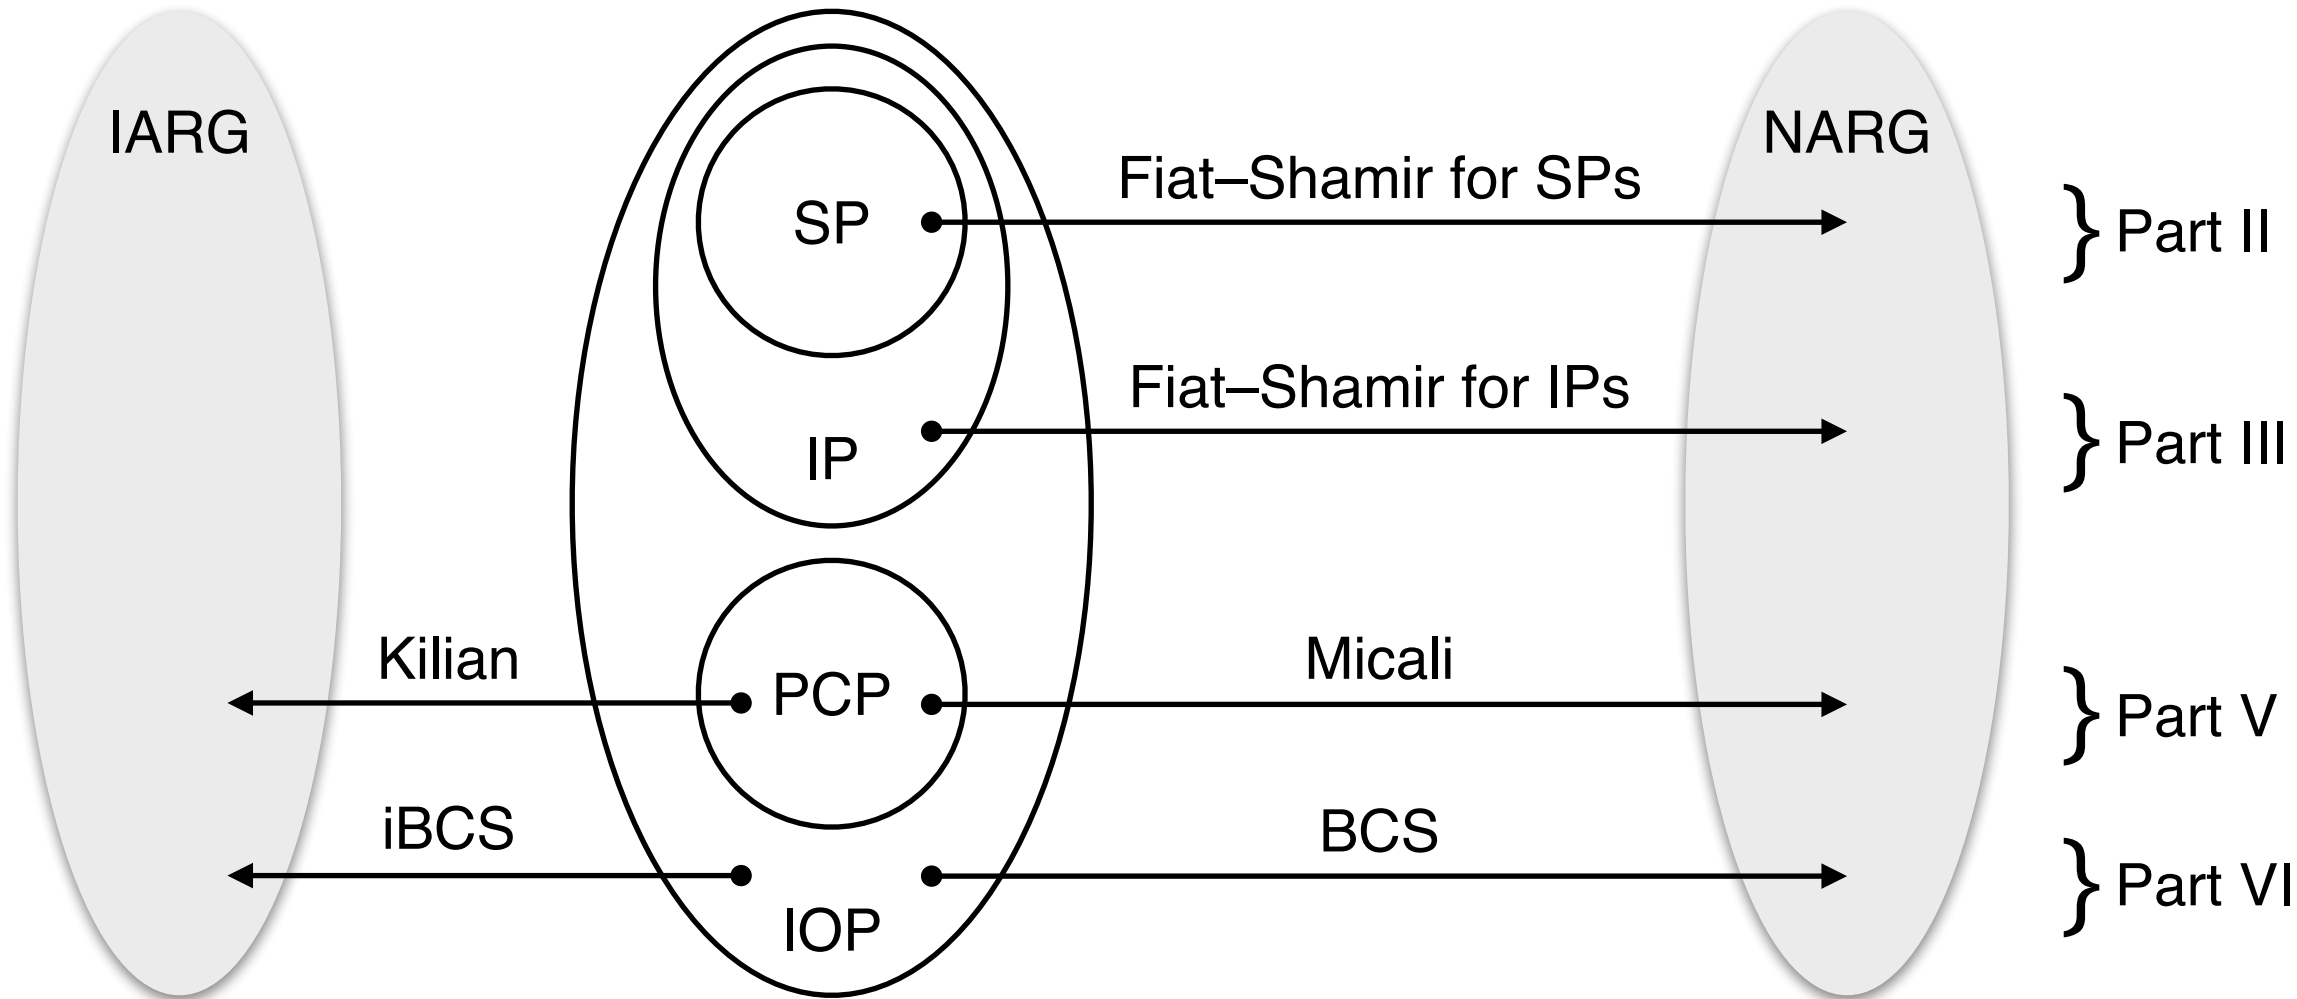 IARG
NARG
SP
Fiat–Shamir for SPs
} Part II
Fiat–Shamir for IPs
IP
} Part III
Kilian
PCP
Micali
} Part V
iBCS
BCS
IOP
} Part VI